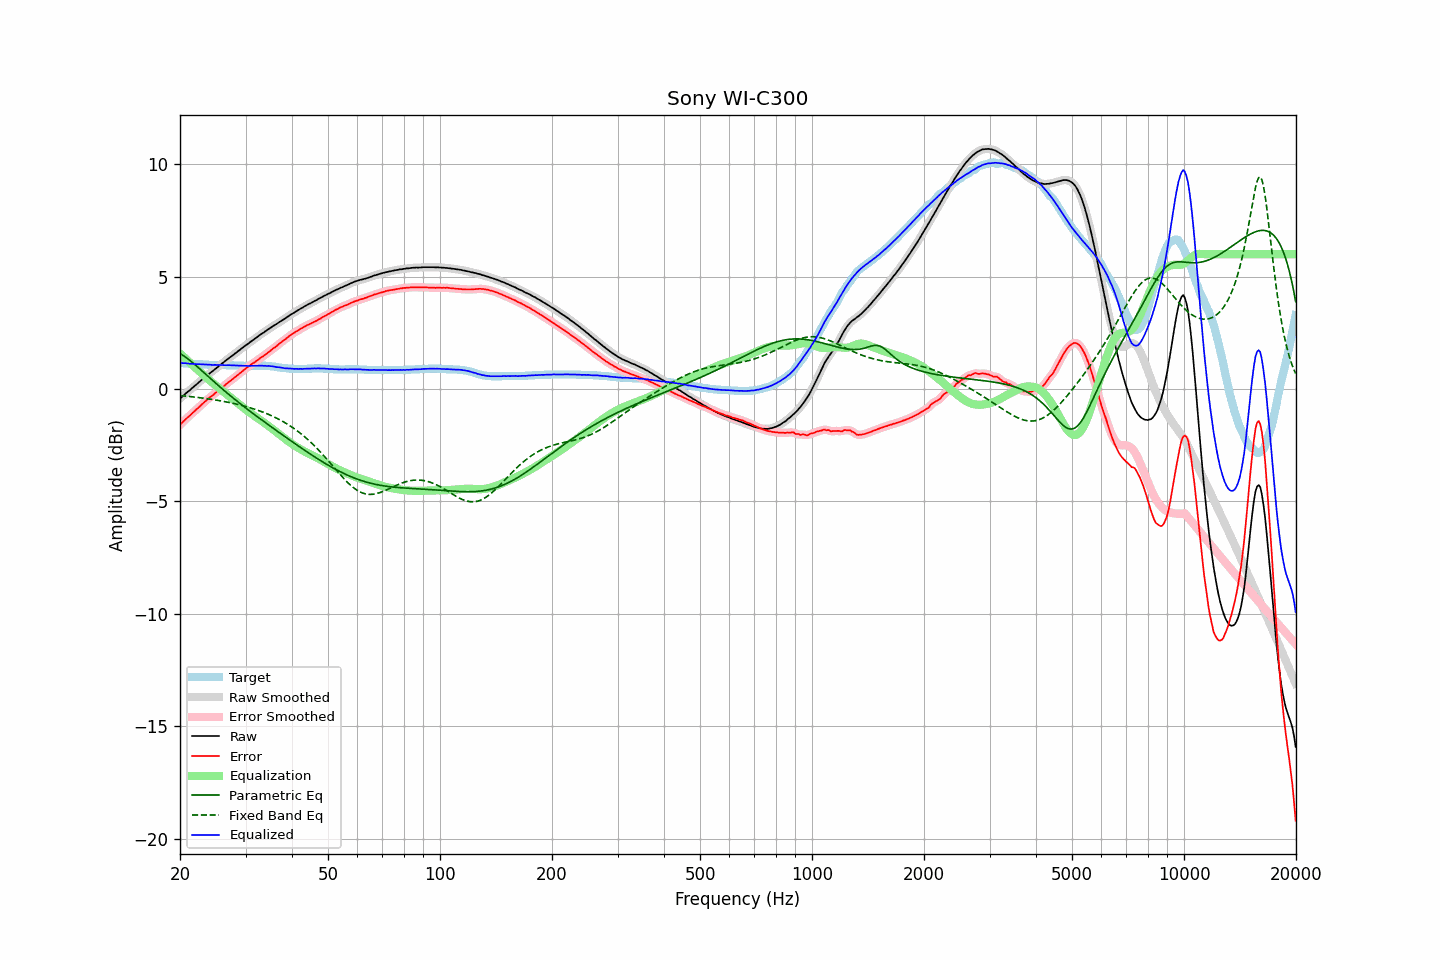 Sony WI-C300
Amplitude (dBr)
10
5
0
−5
−10
−15
−20
Target
Raw Smoothed
Error Smoothed
Raw
Error
Equalization
Parametric Eq
Fixed Band Eq
Equalized
20 50 100 200 500 1000 2000 5000 10000 20000
Frequency (Hz)